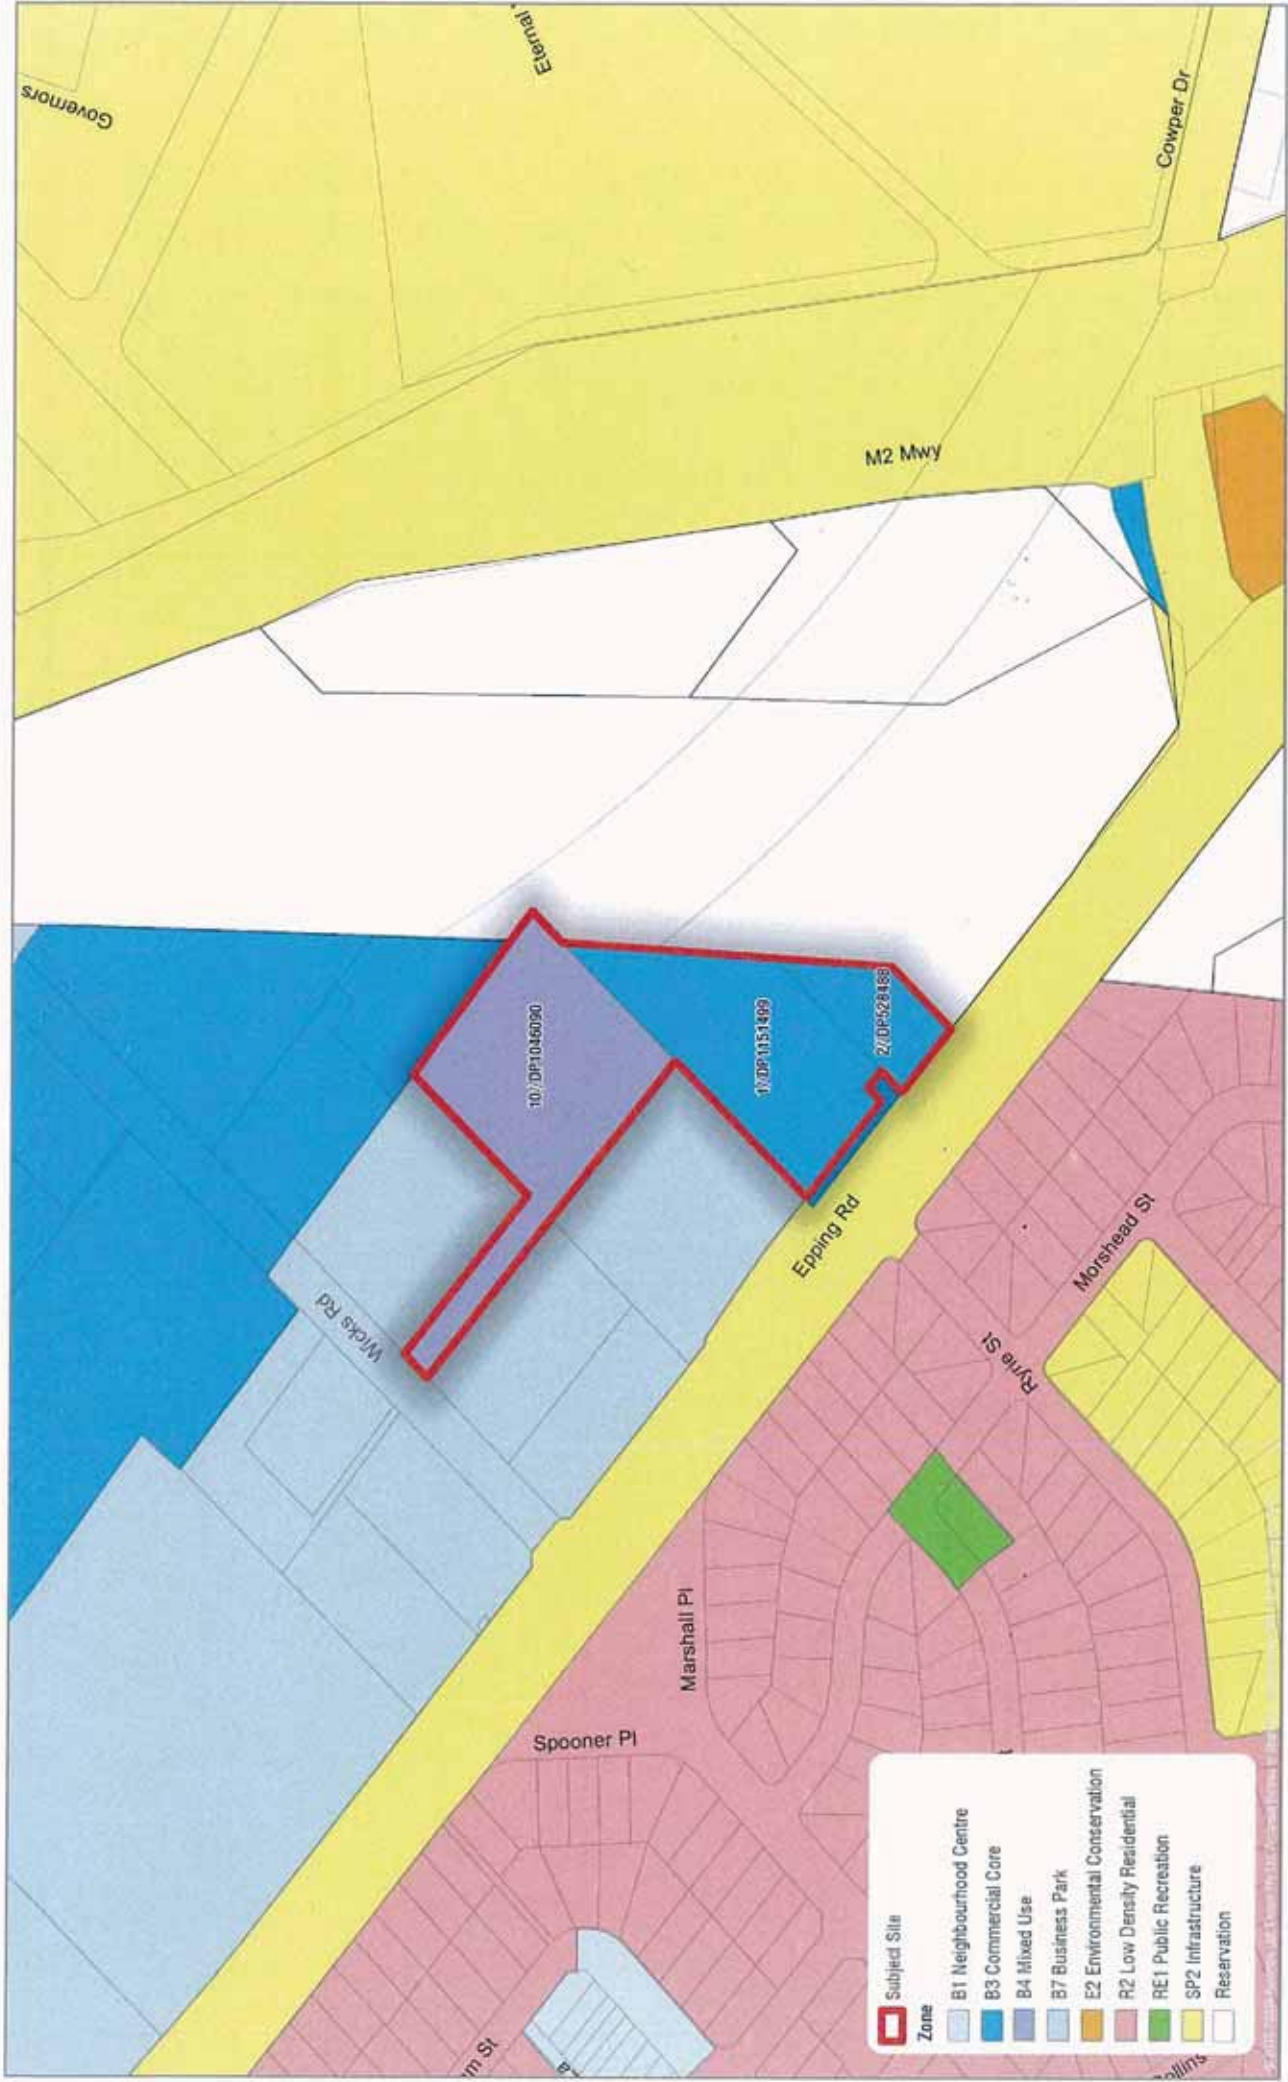 Governors
Eternal
Cowper Dr
M2 Mwy
10//DP1046090
1//DP1151499
2//DP528488
Wicks Rd
Epping Rd
Morshead St
Ryrie St
Marshall Pl
Spooner Pl
Subject Site
Zone
B1 Neighbourhood Centre
B3 Commercial Core
B4 Mixed Use
B7 Business Park
E2 Environmental Conservation
R2 Low Density Residential
RE1 Public Recreation
SP2 Infrastructure
Reservation